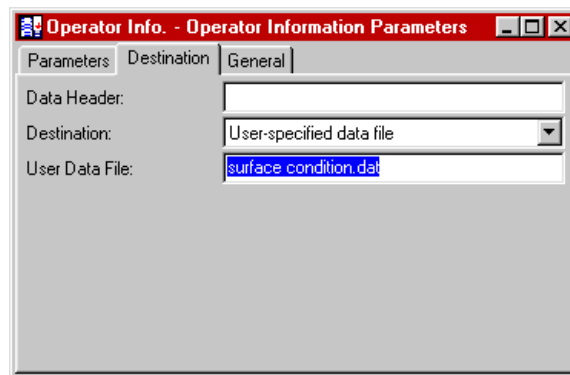 Operator Info. - Operator Information Parameters
Parameters Destination General
Data Header:
Destination: User-specified data file
User Data File: surface condition.dat